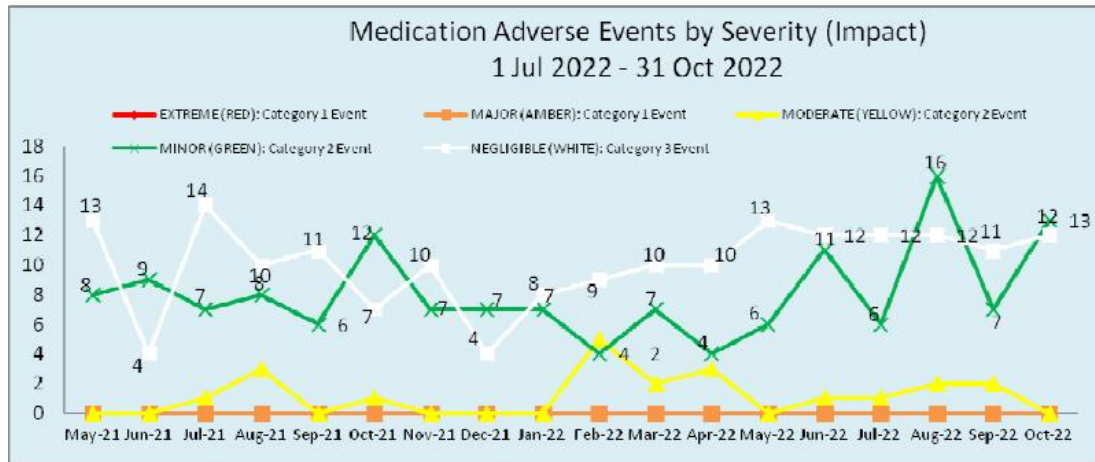 Medication Adverse Events by Severity (Impact)
1 Jul 2022 - 31 Oct 2022
EXTREME (RED): Category 1 Event MAJOR (AMBER): Category 1 Event MODERATE (YELLOW): Category 2 Event
MINOR (GREEN): Category 2 Event NEGLIGIBLE (WHITE): Category 3 Event
18
16 16
14 14
13 13 13
12 12 12 12 12 12
11 11 11
10 10 10 10 10
9 9
8 8 8 8
7 7 7 7 7 7 7
6 6 6 6
4 4 4 4 4
2 2
0
May-21 Jun-21 Jul-21 Aug-21 Sep-21 Oct-21 Nov-21 Dec-21 Jan-22 Feb-22 Mar-22 Apr-22 May-22 Jun-22 Jul-22 Aug-22 Sep-22 Oct-22